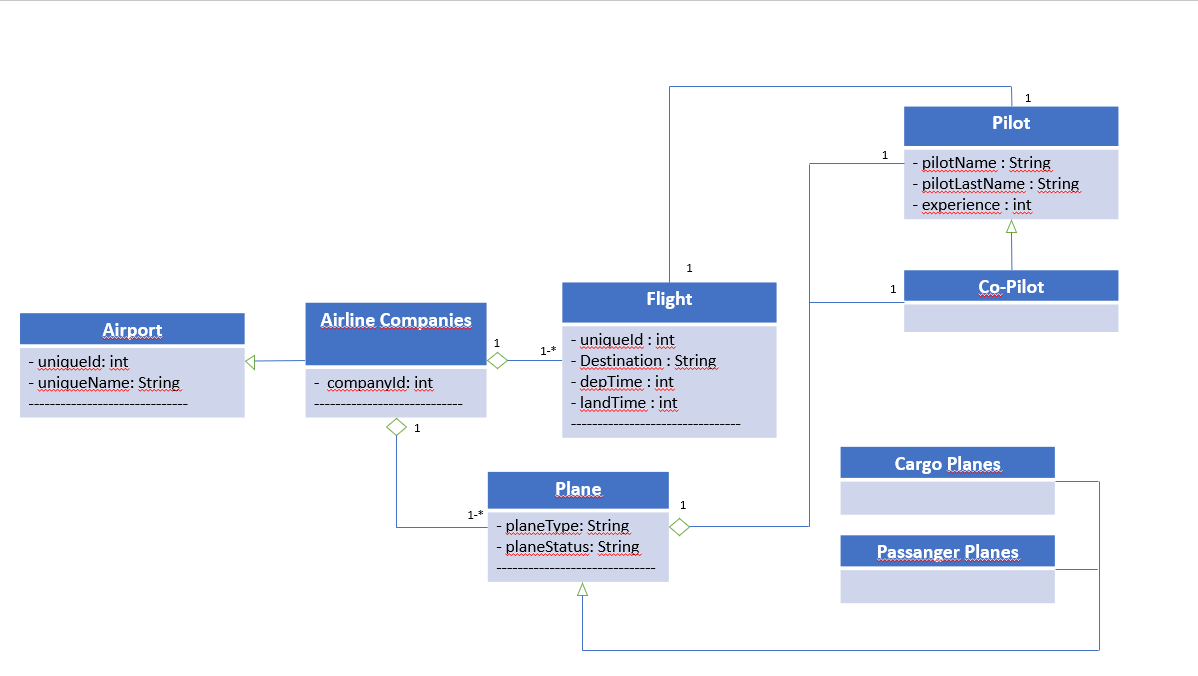 1
Pilot
1
- pilotName : String
- pilotLastName : String
- experience : int
1
Flight
1
Co-Pilot
Airport
- uniqueId: int
- uniqueName: String
------------------------------
Airline Companies
- companyId: int
----------------------------
1
1-*
- uniqueId : int
- Destination : String
- depTime : int
- landTime : int
--------------------------------
1
Cargo Planes
Plane
1
1-*
- planeType: String
- planeStatus: String
------------------------------
Passanger Planes